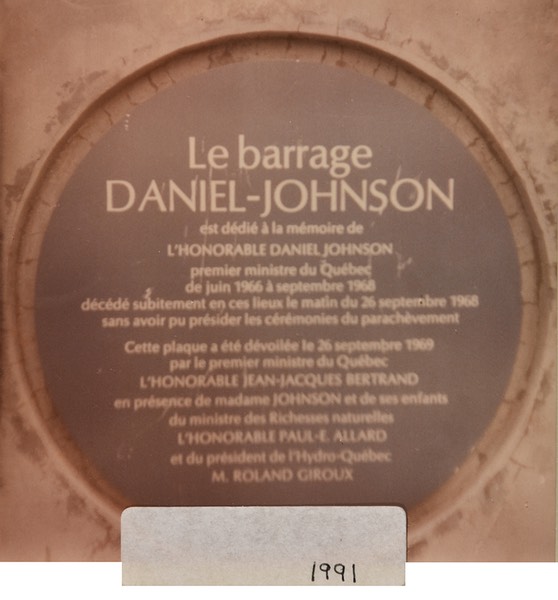 Le barrage
DANIEL-JOHNSON
est dédié à la mémoire de
L'HONORABLE DANIEL JOHNSON
premier ministre du Québec
de juin 1966 à septembre 1968
décédé subitement en ces lieux le matin du 26 septembre 1968
sans avoir pu présider les cérémonies du parachèvement
Cette plaque a été dévoilée le 26 septembre 1969
par le premier ministre du Québec
L'HONORABLE JEAN-JACQUES BERTRAND
en présence de madame JOHNSON et de ses enfants
du ministre des Richesses naturelles
L'HONORABLE PAUL-E. ALLARD
et du président de l'Hydro-Québec
M. ROLAND GIROUX
1991